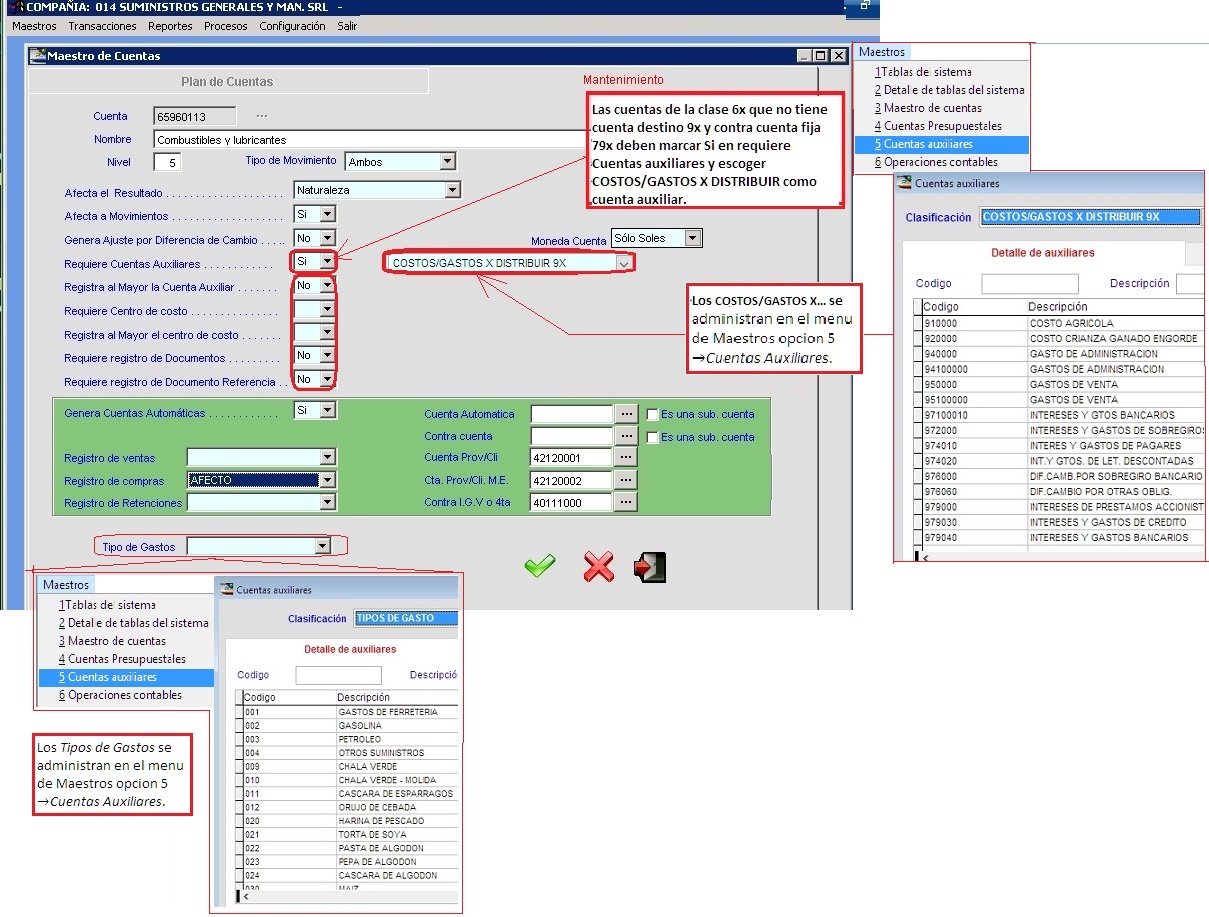 COMPAÑIA: 014 SUMINISTROS GENERALES Y MAN. SRL -
Maestros Transacciones Reportes Procesos Configuración Salir
Maestro de Cuentas
Plan de Cuentas
Mantenimiento
Cuenta 65960113 ...
Nombre Combustibles y lubricantes
Nivel 5 Tipo de Movimiento Ambos
Afecta el Resultado . . . . . . . . . . . . . . . . . . . Naturaleza
Afecta a Movimientos . . . . . . . . . . . . . . . . . . Si
Genera Ajuste por Diferencia de Cambio . . . . No
Moneda Cuenta Sólo Soles
Requiere Cuentas Auxiliares . . . . . . . . . . . . Si
COSTOS/GASTOS X DISTRIBUIR 9X
Registra al Mayor la Cuenta Auxiliar . . . . . . . No
Requiere Centro de costo . . . . . . . . . . . . . . .
Registra al Mayor el centro de costo . . . . . . .
Requiere registro de Documentos . . . . . . . . . No
Requiere registro de Documento Referencia . . No
Genera Cuentas Automáticas . . . . . . . . . . . . Si
Cuenta Automatica ... Es una sub. cuenta
Contra cuenta ... Es una sub. cuenta
Registro de ventas
Cuenta Prov/Cli 42120001 ...
Registro de compras AFECTO
Cta. Prov/Cli. M.E. 42120002 ...
Registro de Retenciones
Contra I.G.V o 4ta 40111000 ...
Tipo de Gastos
Las cuentas de la clase 6x que no tiene
cuenta destino 9x y contra cuenta fija
79x deben marcar Si en requiere
Cuentas auxiliares y escoger
COSTOS/GASTOS X DISTRIBUIR como
cuenta auxiliar.
Los COSTOS/GASTOS X... se
administran en el menu
de Maestros opcion 5
→Cuentas Auxiliares.
Maestros
1Tablas del sistema
2 Detalle de tablas del sistema
3 Maestro de cuentas
4 Cuentas Presupuestales
5 Cuentas auxiliares
6 Operaciones contables
Cuentas auxiliares
Clasificación COSTOS/GASTOS X DISTRIBUIR 9X
Detalle de auxiliares
Codigo Descripción
Codigo Descripción
910000 COSTO AGRICOLA
920000 COSTO CRIANZA GANADO ENGORDE
940000 GASTO DE ADMINISTRACION
94100000 GASTOS DE ADMINISTRACION
950000 GASTOS DE VENTA
95100000 GASTOS DE VENTA
97100010 INTERESES Y GTOS BANCARIOS
972000 INTERESES Y GASTOS DE SOBREGIROS
974010 INTERES Y GASTOS DE PAGARES
974020 INT.Y GTOS. DE LET. DESCONTADAS
976000 DIF.CAMB.POR SOBREGIRO BANCARIO
976060 DIF.CAMBIO POR OTRAS OBLIG.
979000 INTERESES DE PRESTAMOS ACCIONIST
979030 INTERESES Y GASTOS DE CREDITO
979040 INTERESES Y GASTOS BANCARIOS
Maestros
1Tablas del sistema
2 Detalle de tablas del sistema
3 Maestro de cuentas
4 Cuentas Presupuestales
5 Cuentas auxiliares
6 Operaciones contables
Cuentas auxiliares
Clasificación TIPOS DE GASTO
Detalle de auxiliares
Codigo Descripció
Codigo Descripción
001 GASTOS DE FERRETERIA
002 GASOLINA
003 PETROLEO
004 OTROS SUMINISTROS
009 CHALA VERDE
010 CHALA VERDE - MOLIDA
011 CASCARA DE ESPARRAGOS
012 ORUJO DE CEBADA
020 HARINA DE PESCADO
021 TORTA DE SOYA
022 PASTA DE ALGODON
023 PEPA DE ALGODON
024 CASCARA DE ALGODON
030 MAIZ
Los Tipos de Gastos se
administran en el menu
de Maestros opcion 5
→Cuentas Auxiliares.